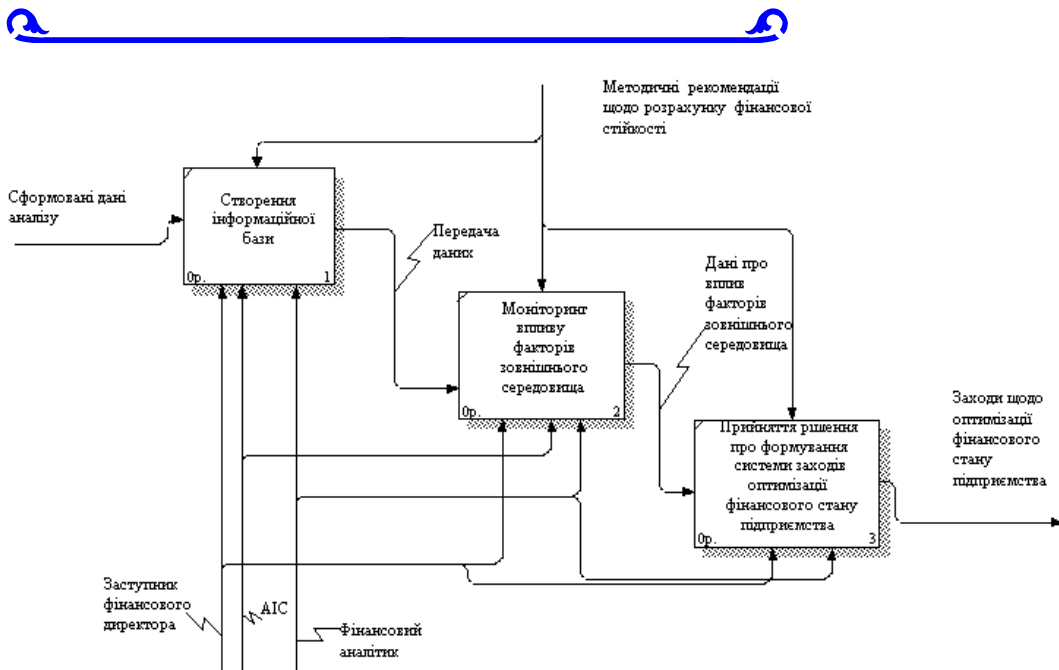 Методичні рекомендації
щодо розрахунку фінансової
стійкості
Сформовані дані
аналізу
Створення
інформаційної
бази
0р.
1
Передача
даних
Дані про
вплив
факторів
зовнішнього
середовища
Моніторинг
впливу
факторів
зовнішнього
середовища
0р.
2
Заходи щодо
оптимізації
фінансового
стану
підприємства
Прийняття рішення
про формування
системи заходів
оптимізації
фінансового стану
підприємства
0р.
3
Заступник
фінансового
директора
АІС
Фінансовий
аналітик